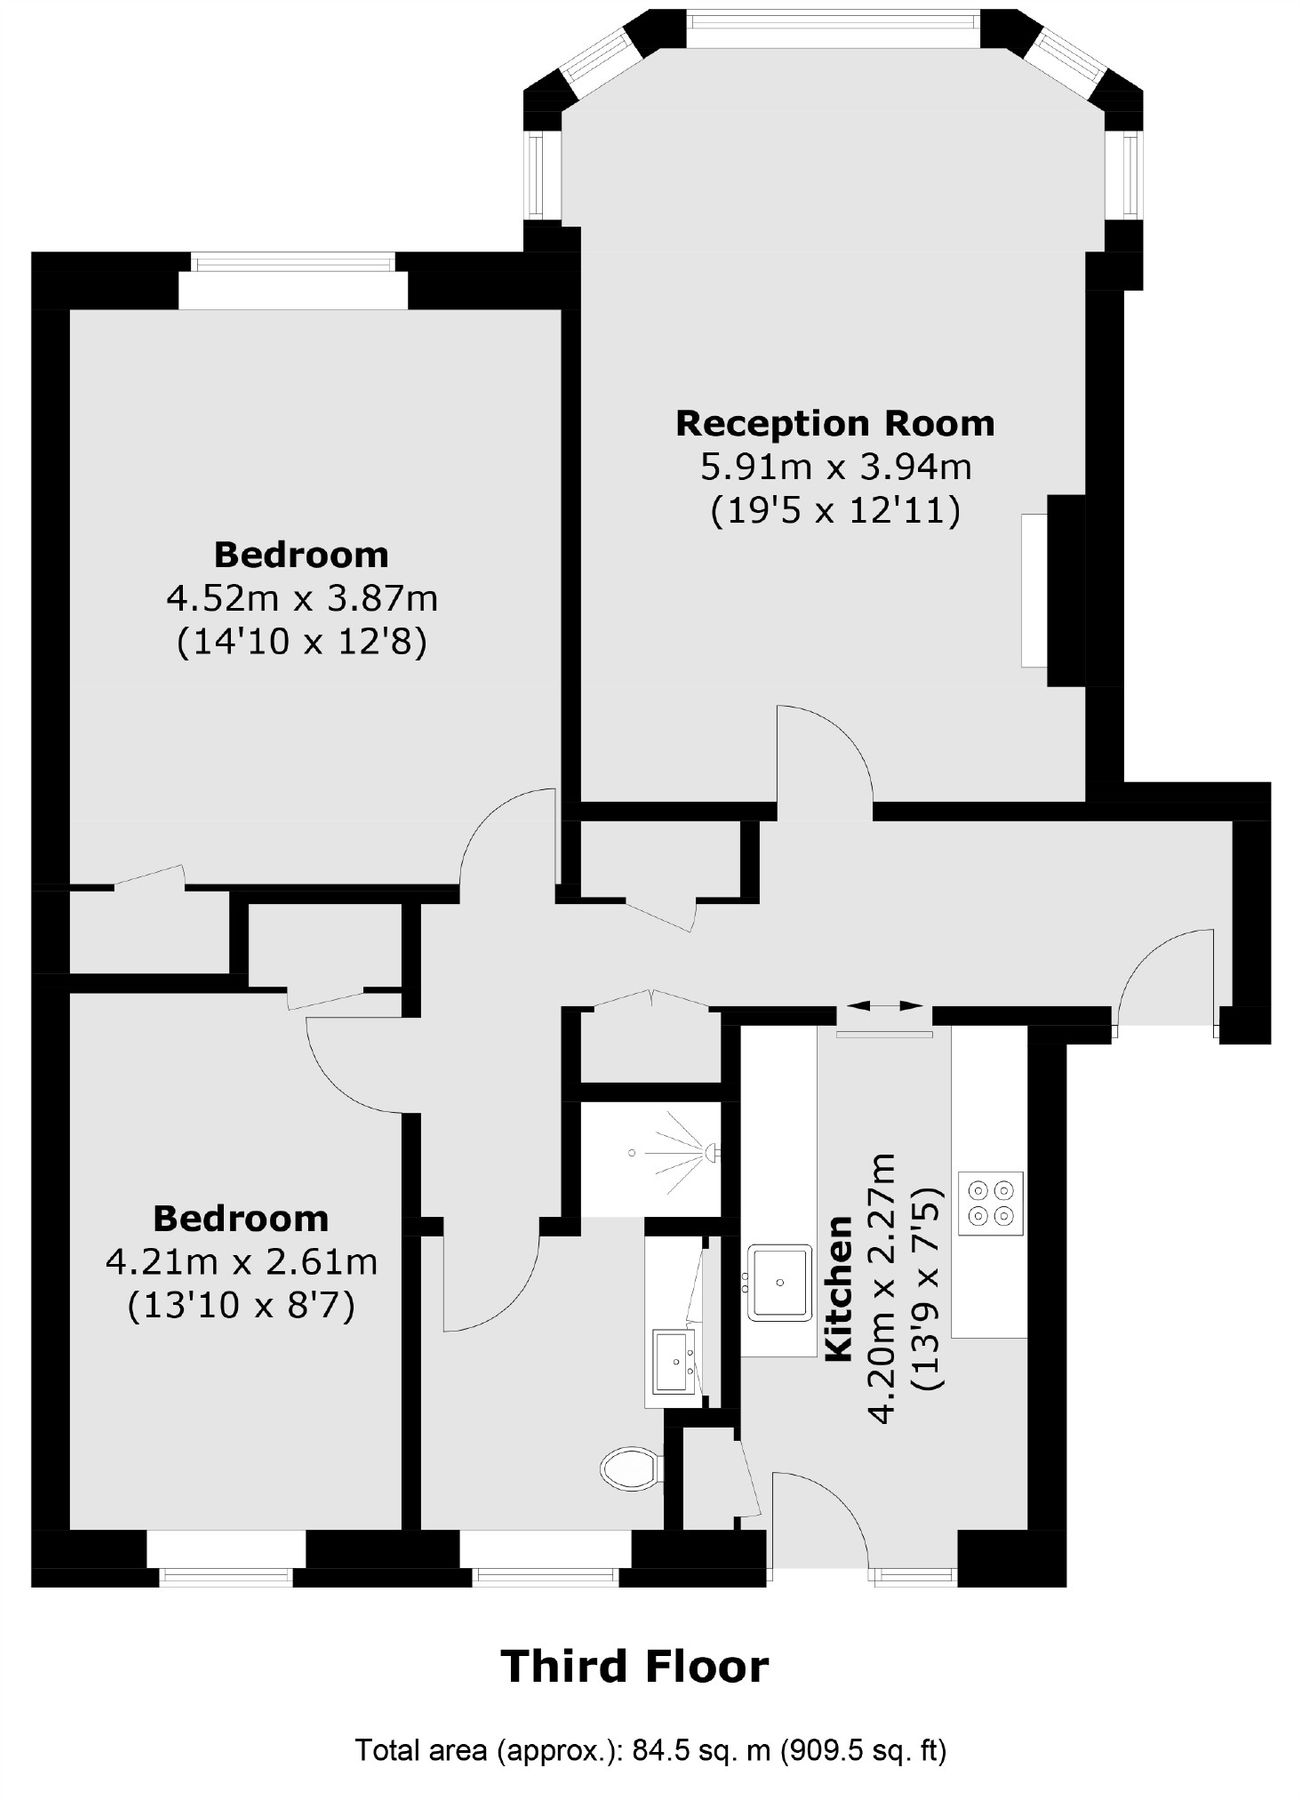 Reception Room
5.91m x 3.94m
(19'5 x 12'11)
Bedroom
4.52m x 3.87m
(14'10 x 12'8)
Bedroom
4.21m x 2.61m
(13'10 x 8'7)
Kitchen
4.20m x 2.27m
(13'9 x 7'5)
Third Floor
Total area (approx.): 84.5 sq. m (909.5 sq. ft)